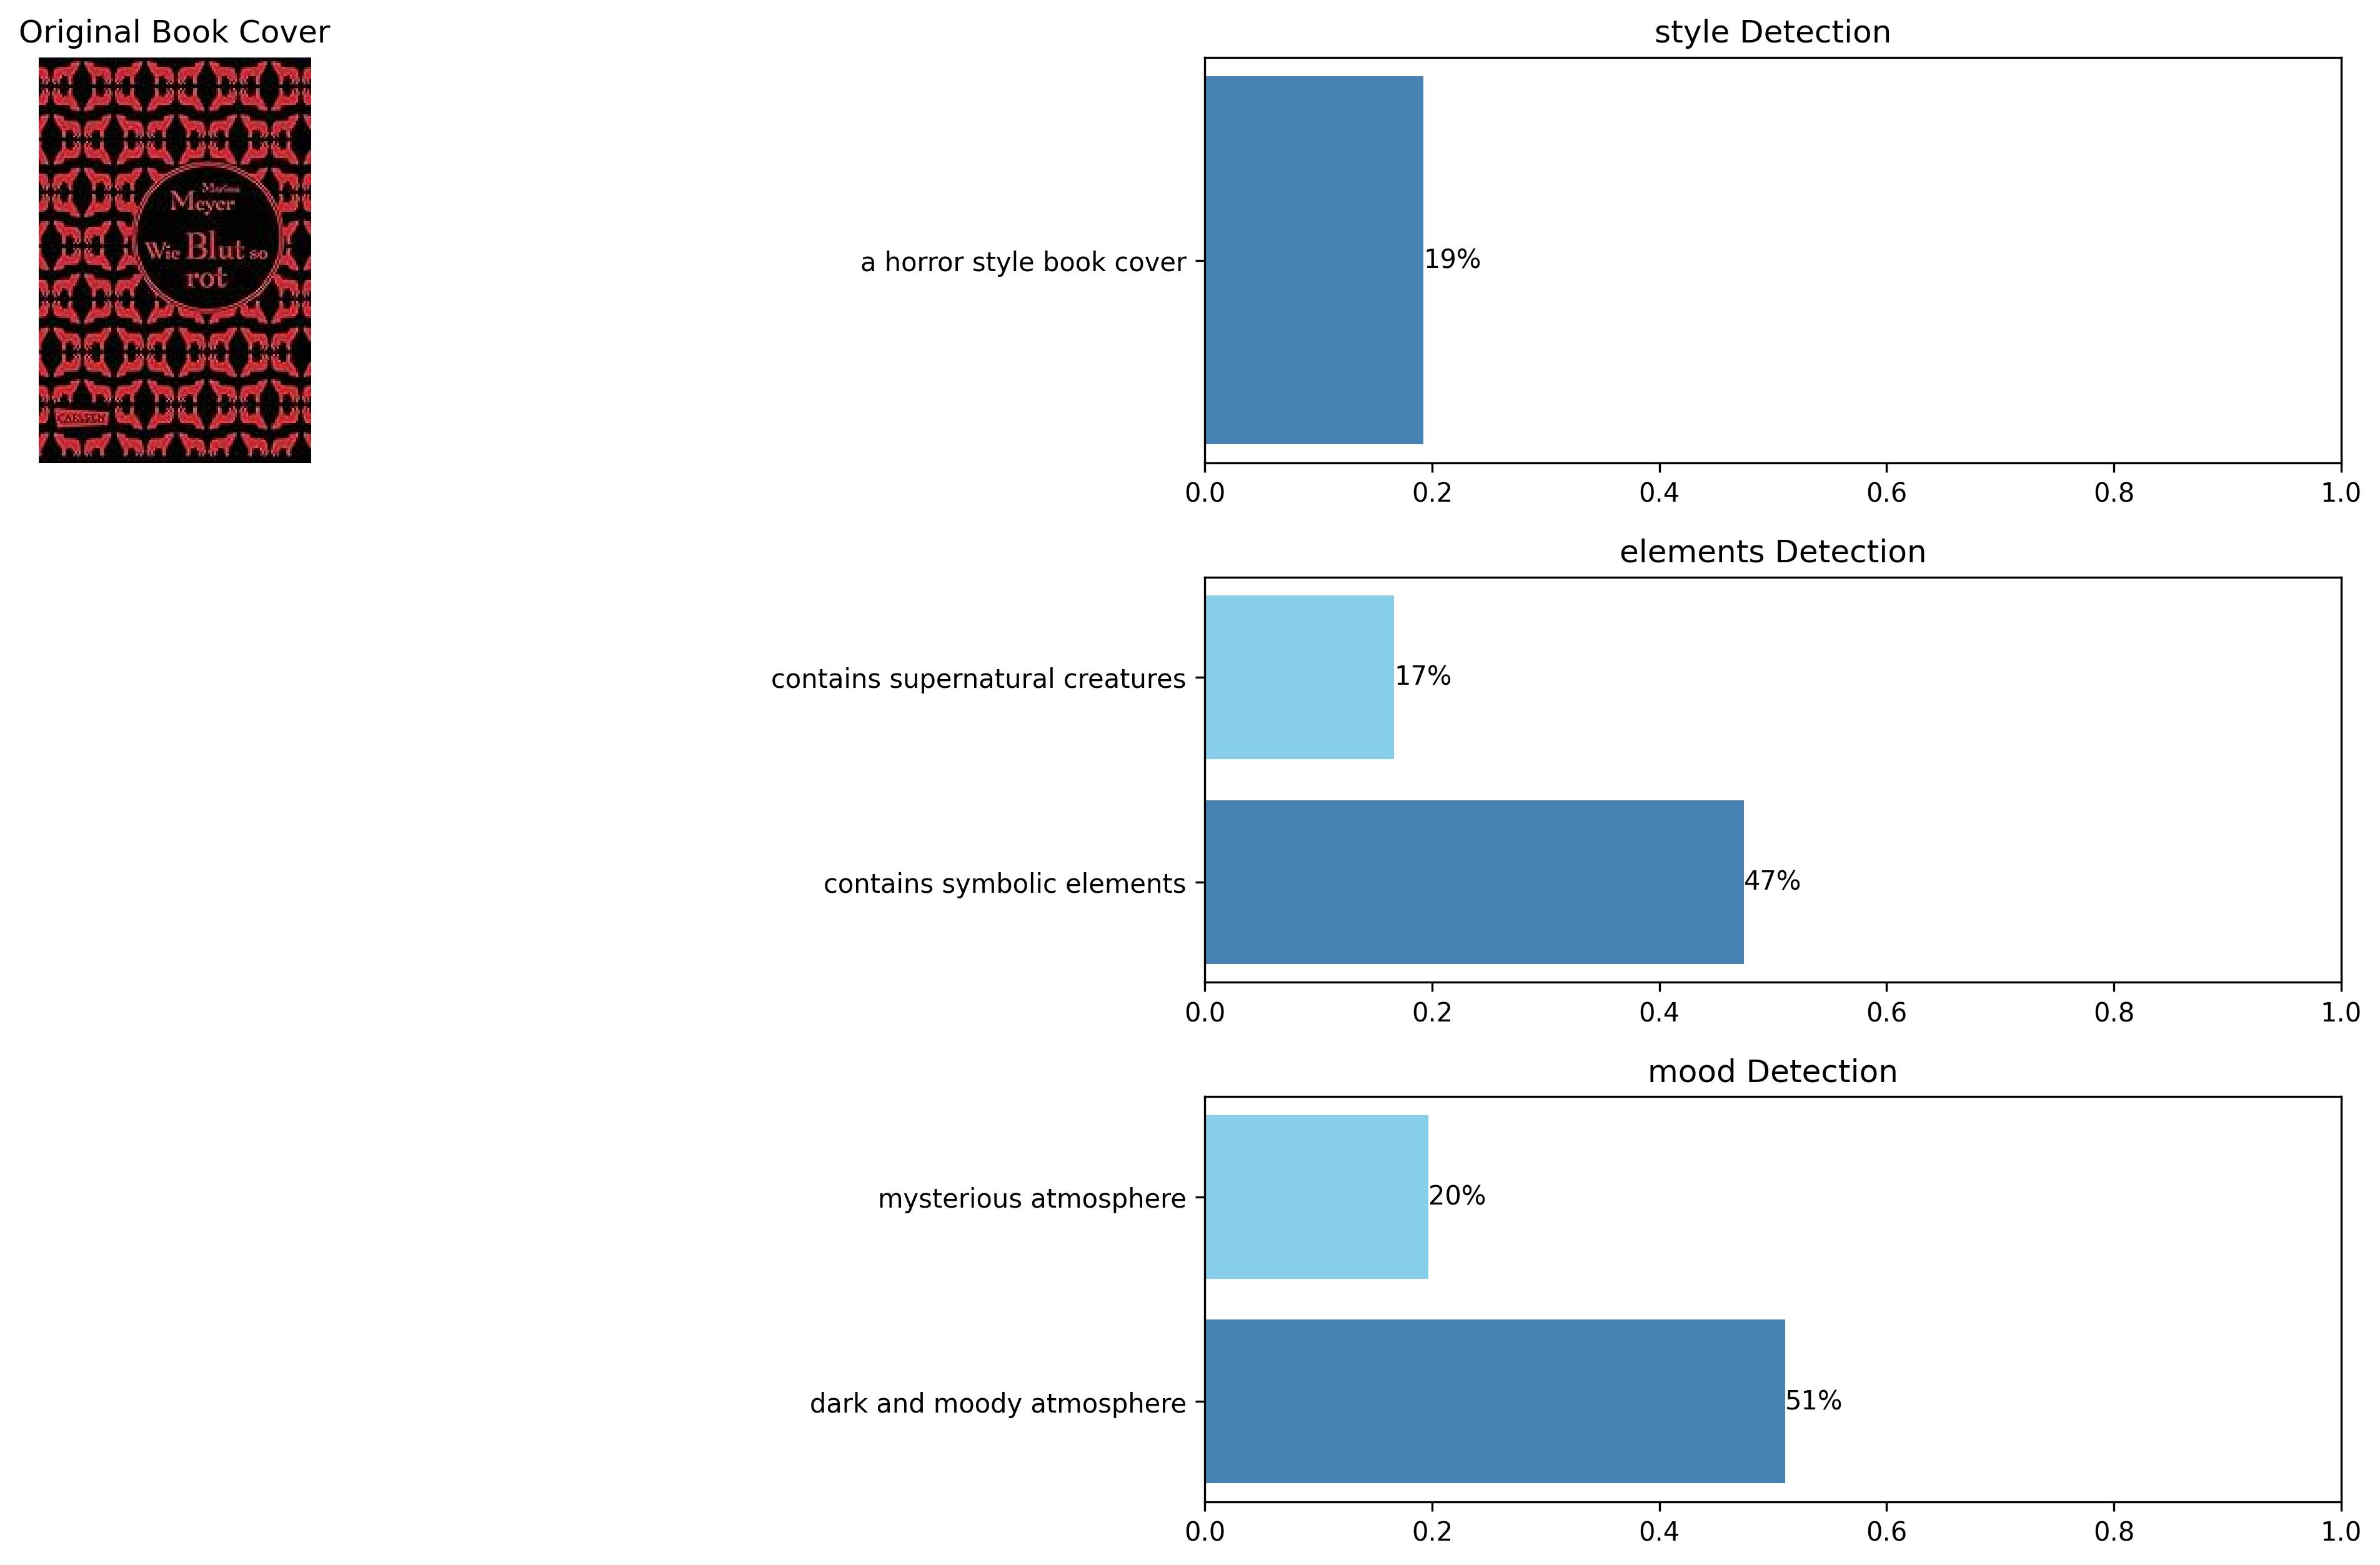 Original Book Cover
Marissa
Meyer
Wie Blut so
rot
CARLSEN
style Detection
a horror style book cover
19%
0.0 0.2 0.4 0.6 0.8 1.0
elements Detection
contains supernatural creatures
17%
contains symbolic elements
47%
0.0 0.2 0.4 0.6 0.8 1.0
mood Detection
mysterious atmosphere
20%
dark and moody atmosphere
51%
0.0 0.2 0.4 0.6 0.8 1.0